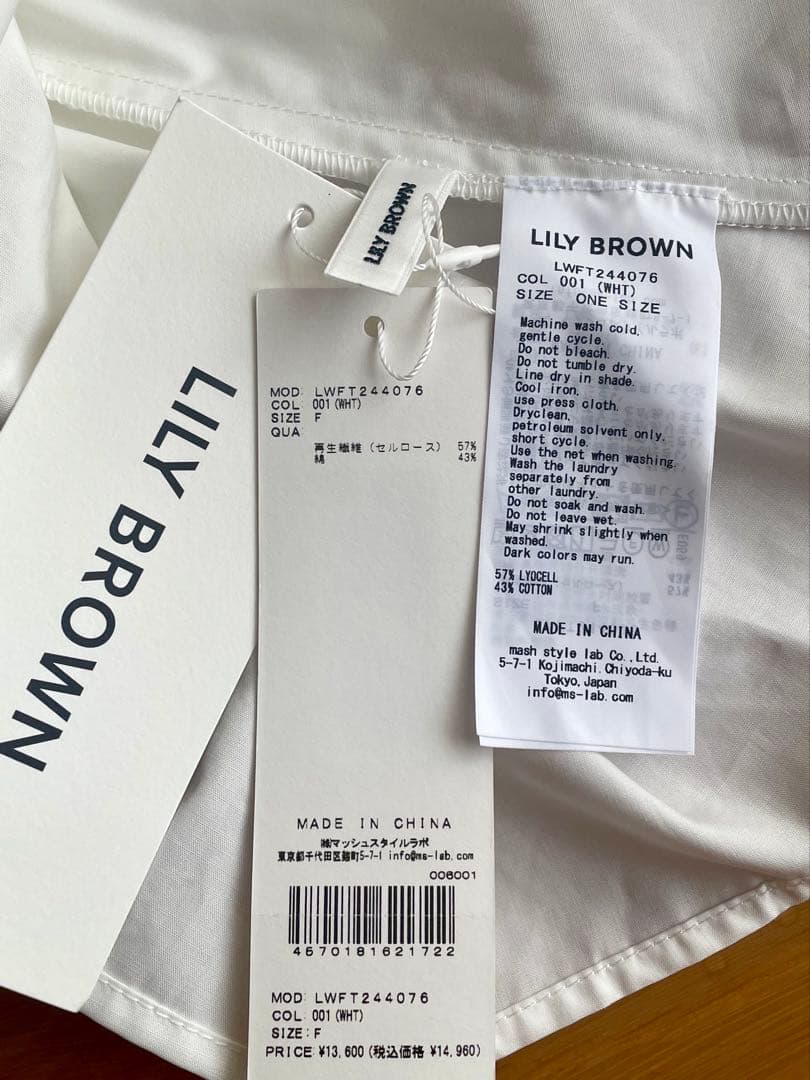 LILY BROWN
LILY BROWN
MOD: LWFT244076
COL: 001(WHT)
SIZE F
QUA:
再生繊維(セルロース) 57%
綿 43%
MADE IN CHINA
㈱マッシュスタイルラボ
東京都千代田区麹町5-7-1 info@ms-lab.com
006001
4570181621722
MOD: LWFT244076
COL: 001(WHT)
SIZE:F
PRICE:¥13,600(税込価格 ¥14,960)
LILY BROWN
LWFT244076
COL 001 (WHT)
SIZE ONE SIZE
Machine wash cold,
gentle cycle.
Do not bleach.
Do not tumble dry.
Line dry in shade.
Cool iron,
use press cloth.
Dryclean,
petroleum solvent only,
short cycle.
Use the net when washing.
Wash the laundry
separately from
other laundry.
Do not soak and wash.
Do not leave wet.
May shrink slightly when
washed.
Dark colors may run.
57% LYOCELL
43% COTTON
MADE IN CHINA
mash style lab Co.,Ltd.
5-7-1 Kojimachi,Chiyoda-ku
Tokyo,Japan
info@ms-lab.com